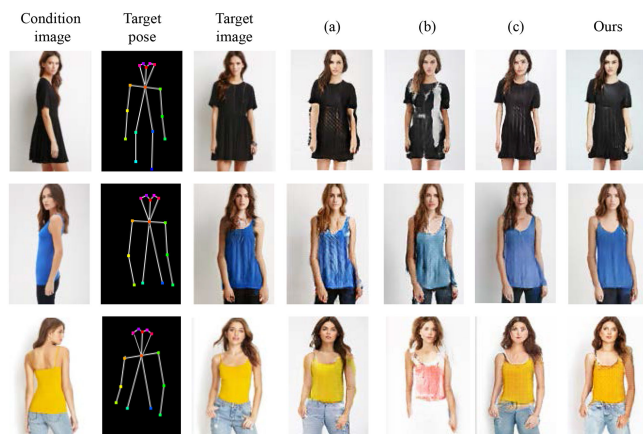 Condition image
Target pose
Target image
(a)
(b)
(c)
Ours